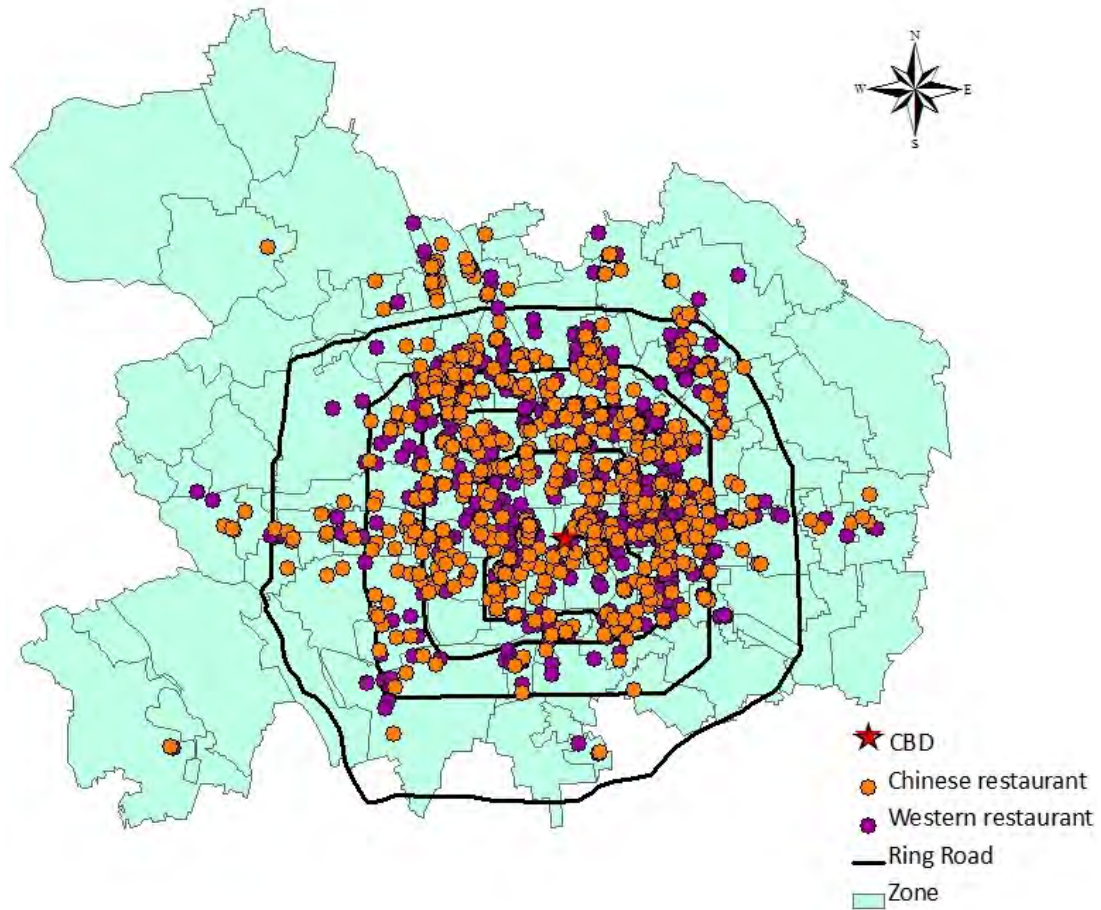 N
W E
S
CBD
Chinese restaurant
Western restaurant
Ring Road
Zone